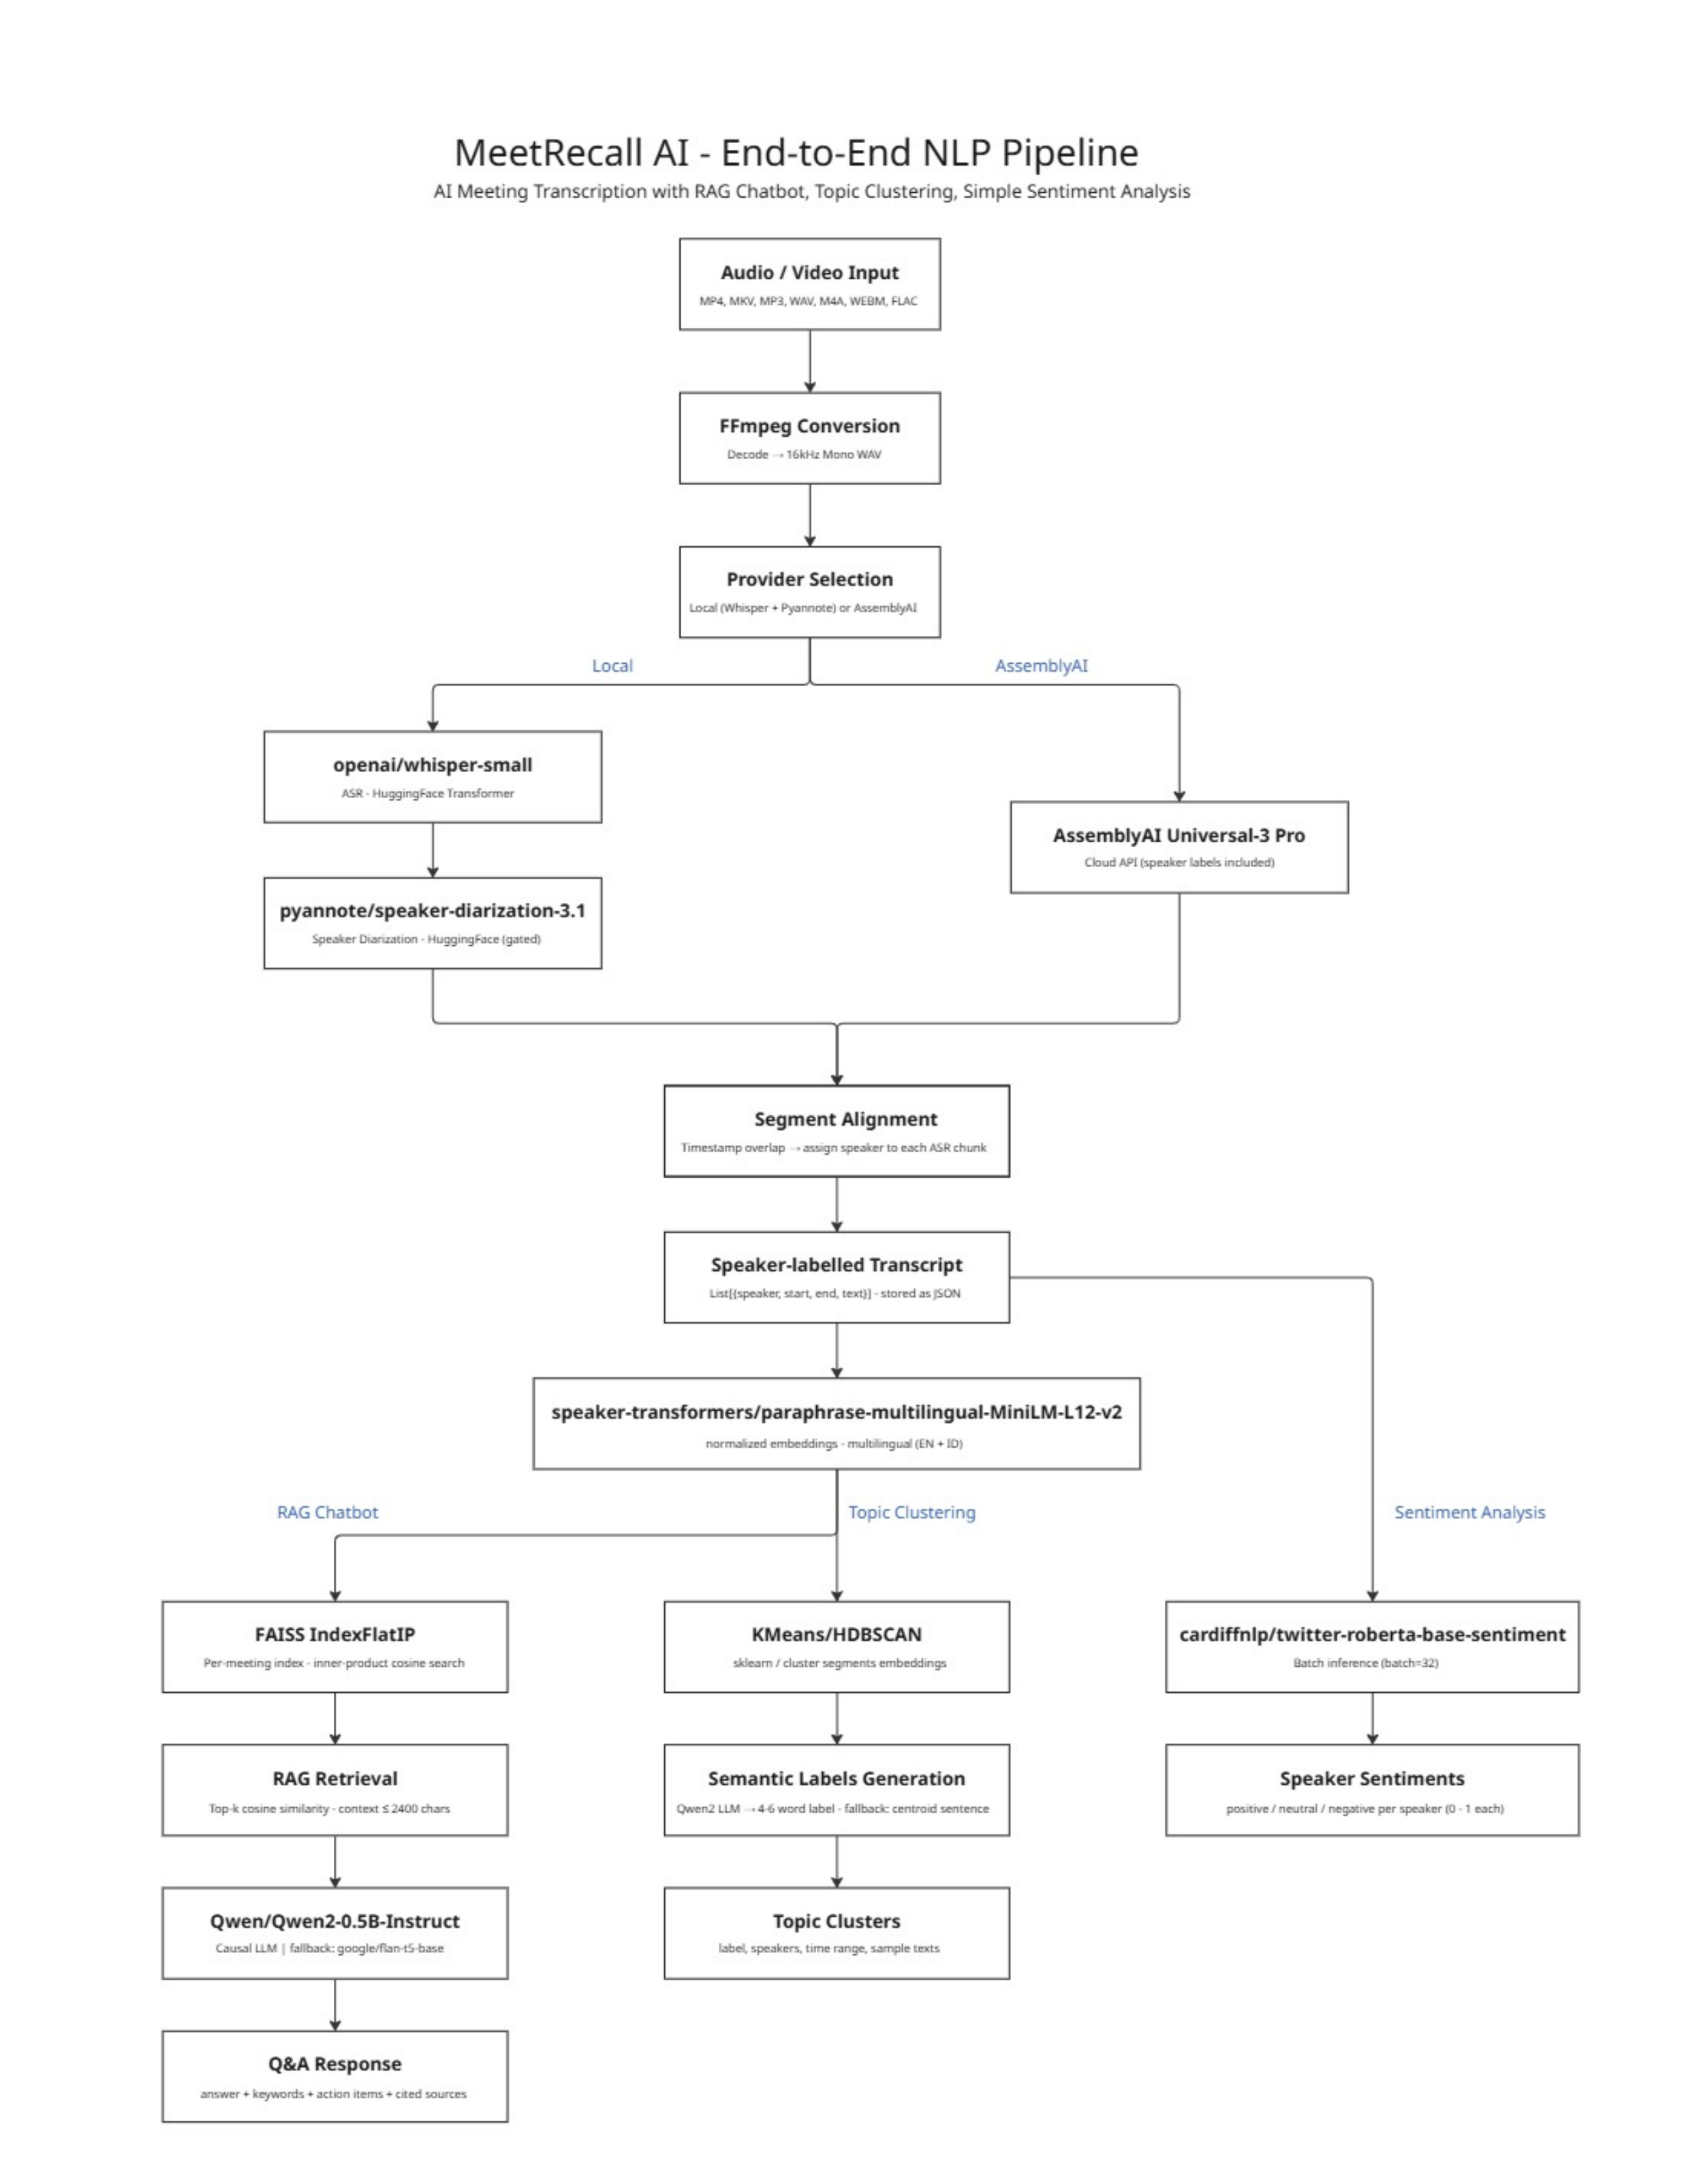 MeetRecall AI - End-to-End NLP Pipeline
AI Meeting Transcription with RAG Chatbot, Topic Clustering, Simple Sentiment Analysis
Audio / Video Input
MP4, MKV, MP3, WAV, M4A, WEBM, FLAC
FFmpeg Conversion
Decode → 16kHz Mono WAV
Provider Selection
Local (Whisper + Pyannote) or AssemblyAI
Local
AssemblyAI
openai/whisper-small
ASR - HuggingFace Transformer
pyannote/speaker-diarization-3.1
Speaker Diarization - HuggingFace (gated)
AssemblyAI Universal-3 Pro
Cloud API (speaker labels included)
Segment Alignment
Timestamp overlap → assign speaker to each ASR chunk
Speaker-labelled Transcript
List[{speaker, start, end, text}] - stored as JSON
speaker-transformers/paraphrase-multilingual-MiniLM-L12-v2
normalized embeddings - multilingual (EN + ID)
RAG Chatbot
Topic Clustering
Sentiment Analysis
FAISS IndexFlatIP
Per-meeting index - inner-product cosine search
RAG Retrieval
Top-k cosine similarity - context ≤ 2400 chars
Qwen/Qwen2-0.5B-Instruct
Causal LLM | fallback: google/flan-t5-base
Q&A Response
answer + keywords + action items + cited sources
KMeans/HDBSCAN
sklearn / cluster segments embeddings
Semantic Labels Generation
Qwen2 LLM → 4-6 word label - fallback: centroid sentence
Topic Clusters
label, speakers, time range, sample texts
cardiffnlp/twitter-roberta-base-sentiment
Batch inference (batch=32)
Speaker Sentiments
positive / neutral / negative per speaker (0 - 1 each)